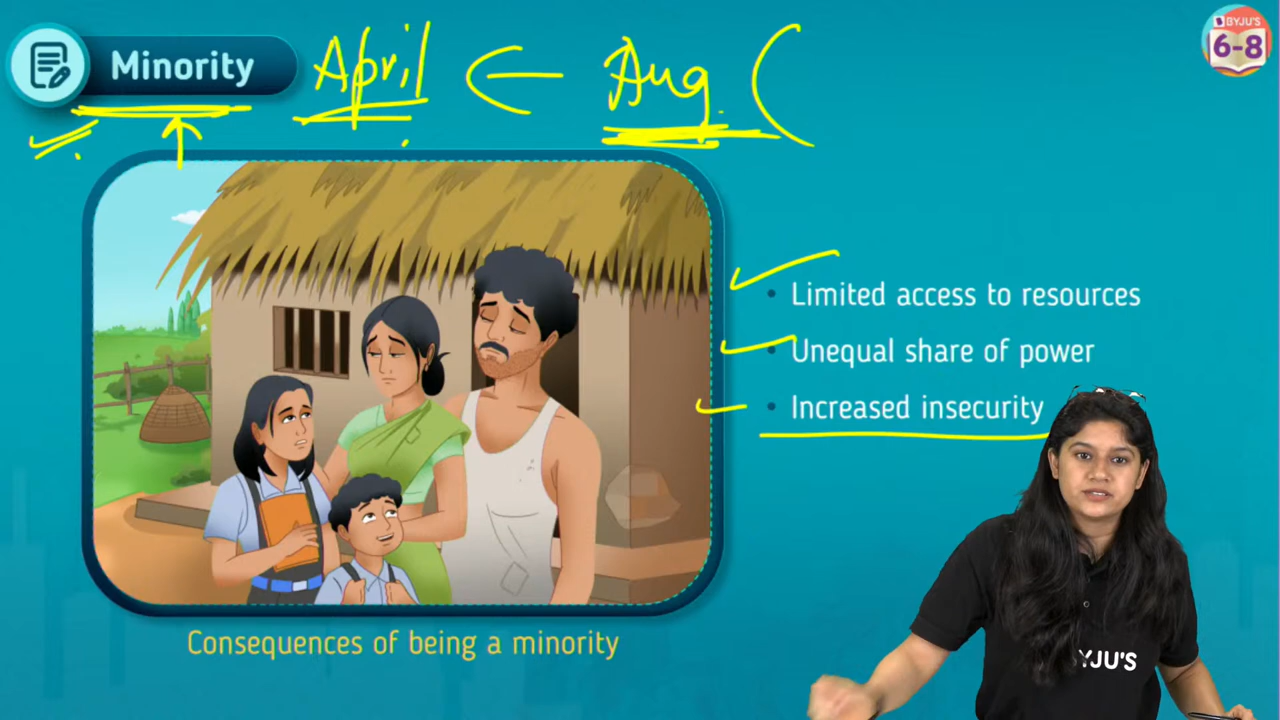 BYJU'S
6-8
Minority April Aug
Limited access to resources
Unequal share of power
Increased insecurity
BYJU'S
Consequences of being a minority